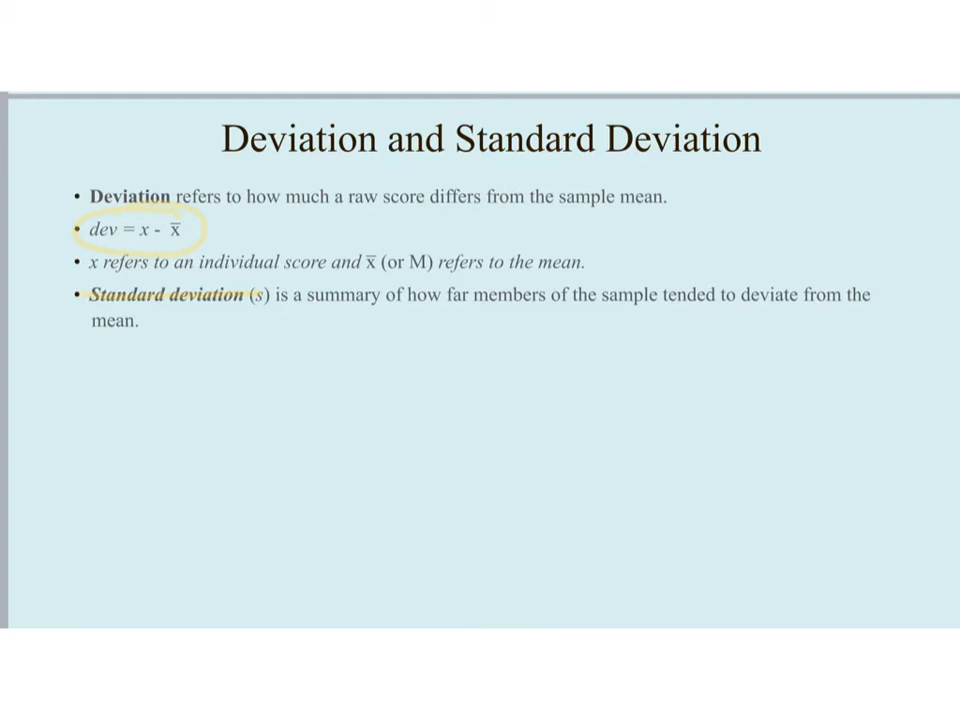 Deviation and Standard Deviation
• Deviation refers to how much a raw score differs from the sample mean.
• dev = x - x̅
• x refers to an individual score and x̅ (or M) refers to the mean.
• Standard deviation (s) is a summary of how far members of the sample tended to deviate from the
mean.